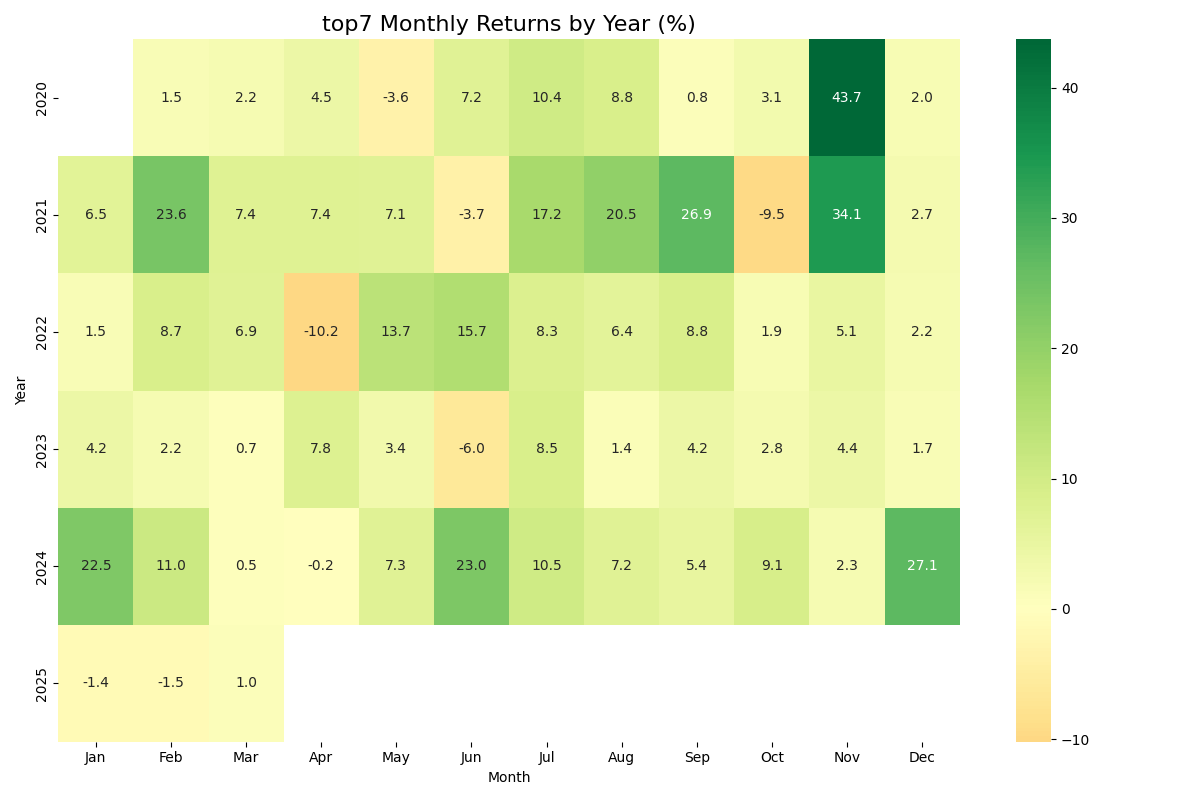 top7 Monthly Returns by Year (%)
2020 1.5 2.2 4.5 -3.6 7.2 10.4 8.8 0.8 3.1 43.7 2.0
2021 6.5 23.6 7.4 7.4 7.1 -3.7 17.2 20.5 26.9 -9.5 34.1 2.7
2022 1.5 8.7 6.9 -10.2 13.7 15.7 8.3 6.4 8.8 1.9 5.1 2.2
Year
2023 4.2 2.2 0.7 7.8 3.4 -6.0 8.5 1.4 4.2 2.8 4.4 1.7
2024 22.5 11.0 0.5 -0.2 7.3 23.0 10.5 7.2 5.4 9.1 2.3 27.1
2025 -1.4 -1.5 1.0
Jan Feb Mar Apr May Jun Jul Aug Sep Oct Nov Dec
Month
40
30
20
10
0
−10